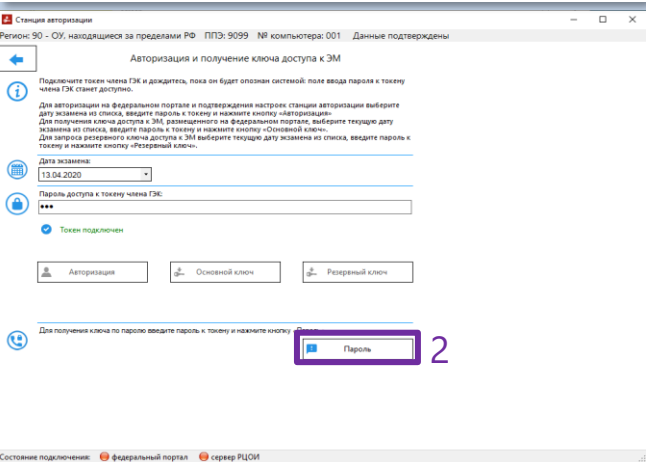 Станция авторизации
Регион: 90 - ОУ, находящиеся за пределами РФ ППЭ: 9099 № компьютера: 001 Данные подтверждены
Авторизация и получение ключа доступа к ЭМ
Подключите токен члена ГЭК и дождитесь, пока он будет опознан системой: поле ввода пароля к токену
члена ГЭК станет доступно.
Для авторизации на федеральном портале и подтверждения настроек станции авторизации выберите
дату экзамена из списка, введите пароль к токену и нажмите кнопку «Авторизация»
Для получения ключа доступа к ЭМ, размещенного на федеральном портале, выберите текущую дату
экзамена из списка, введите пароль к токену и нажмите кнопку «Основной ключ».
Для запроса резервного ключа доступа к ЭМ выберите текущую дату экзамена из списка, введите пароль к
токену и нажмите кнопку «Резервный ключ».
Дата экзамена:
13.04.2020
Пароль доступа к токену члена ГЭК:
•••
Токен подключен
Авторизация Основной ключ Резервный ключ
Для получения ключа по паролю введите пароль к токену и нажмите кнопку
Пароль 2
Состояние подключения: федеральный портал сервер РЦОИ